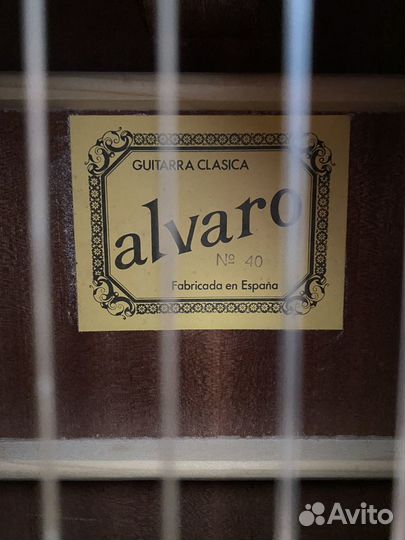 GUITARRA CLASICA
alvaro
Nº 40
Fabricada en España
Avito